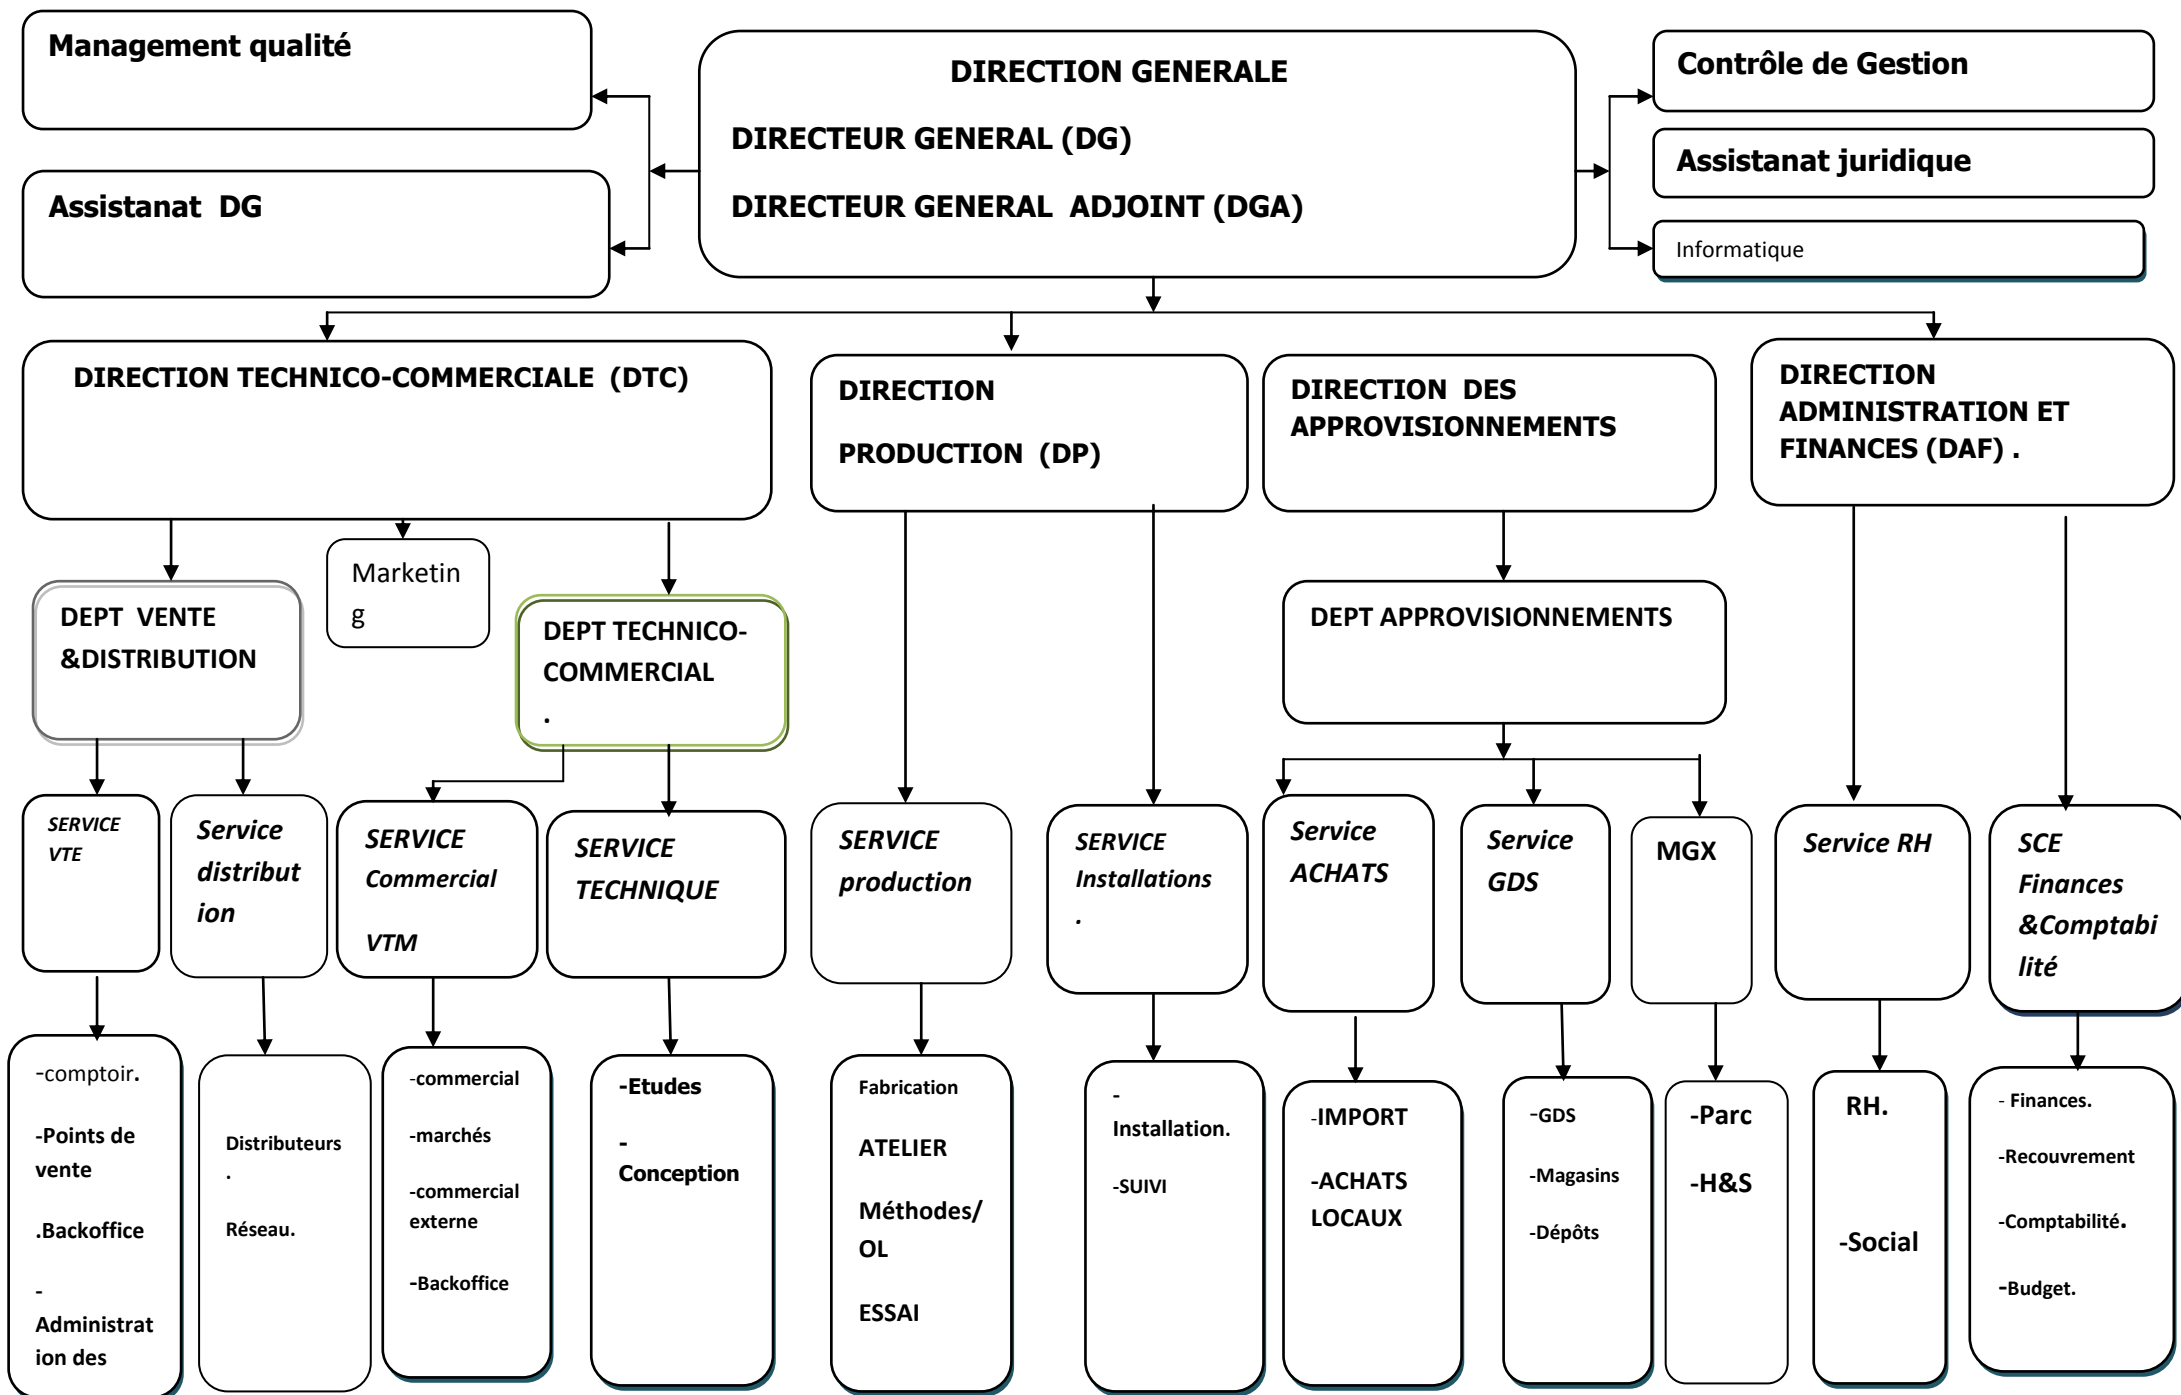 Management qualité
Assistanat DG
DIRECTION GENERALE
DIRECTEUR GENERAL (DG)
DIRECTEUR GENERAL ADJOINT (DGA)
Contrôle de Gestion
Assistanat juridique
Informatique
DIRECTION TECHNICO-COMMERCIALE (DTC)
DIRECTION
PRODUCTION (DP)
DIRECTION DES
APPROVISIONNEMENTS
DIRECTION
ADMINISTRATION ET
FINANCES (DAF) .
DEPT VENTE
&DISTRIBUTION
Marketin
g
DEPT TECHNICO-
COMMERCIAL
.
DEPT APPROVISIONNEMENTS
SERVICE
VTE
Service
distribut
ion
SERVICE
Commercial
VTM
SERVICE
TECHNIQUE
SERVICE
production
SERVICE
Installations
.
Service
ACHATS
Service
GDS
MGX
Service RH
SCE
Finances
&Comptabi
lité
-comptoir.
-Points de
vente
.Backoffice
-
Administrat
ion des
Distributeurs
.
Réseau.
-commercial
-marchés
-commercial
externe
-Backoffice
-Etudes
-
Conception
Fabrication
ATELIER
Méthodes/
OL
ESSAI
-
Installation.
-SUIVI
-IMPORT
-ACHATS
LOCAUX
-GDS
-Magasins
-Dépôts
-Parc
-H&S
RH.
-Social
- Finances.
-Recouvrement
-Comptabilité.
-Budget.